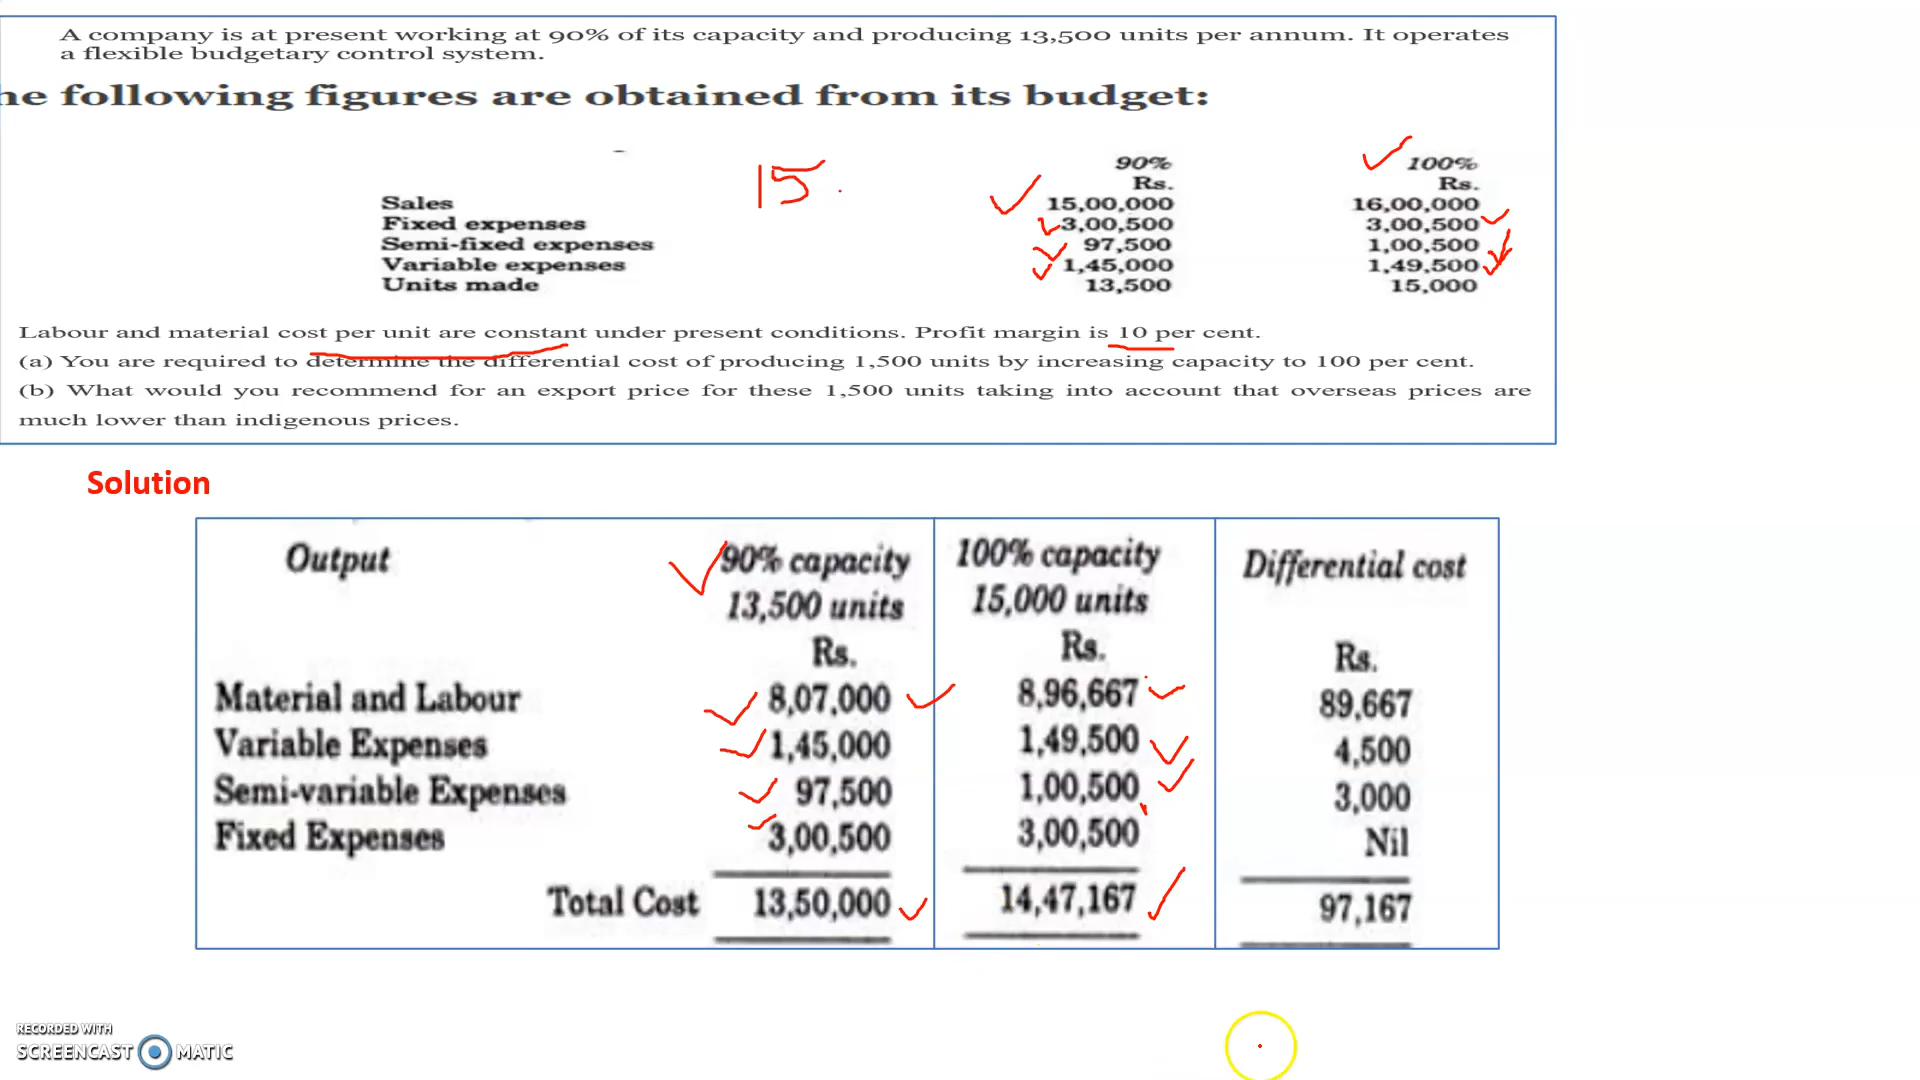 A company is at present working at 90% of its capacity and producing 13,500 units per annum. It operates
a flexible budgetary control system.
he following figures are obtained from its budget:
15
90% 100%
Rs. Rs.
Sales 15,00,000 16,00,000
Fixed expenses 3,00,500 3,00,500
Semi-fixed expenses 97,500 1,00,500
Variable expenses 1,45,000 1,49,500
Units made 13,500 15,000
Labour and material cost per unit are constant under present conditions. Profit margin is 10 per cent.
(a) You are required to determine the differential cost of producing 1,500 units by increasing capacity to 100 per cent.
(b) What would you recommend for an export price for these 1,500 units taking into account that overseas prices are
much lower than indigenous prices.
Solution
Output 90% capacity 100% capacity Differential cost
13,500 units 15,000 units
Rs. Rs. Rs.
Material and Labour 8,07,000 8,96,667 89,667
Variable Expenses 1,45,000 1,49,500 4,500
Semi-variable Expenses 97,500 1,00,500 3,000
Fixed Expenses 3,00,500 3,00,500 Nil
Total Cost 13,50,000 14,47,167 97,167
RECORDED WITH
SCREENCAST MATIC